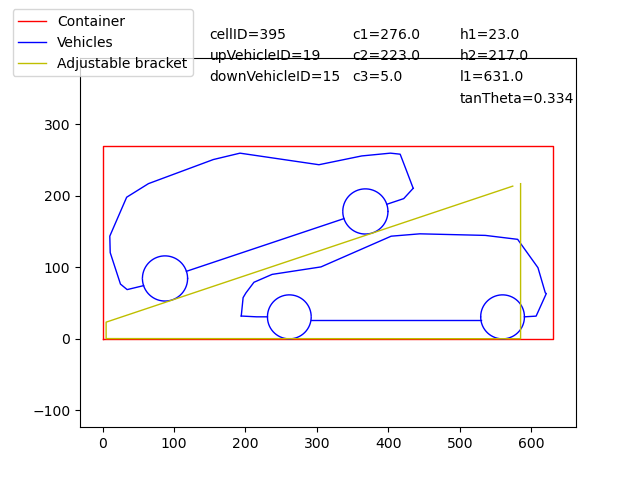 Container
Vehicles
Adjustable bracket
cellID=395 c1=276.0 h1=23.0
upVehicleID=19 c2=223.0 h2=217.0
downVehicleID=15 c3=5.0 l1=631.0
tanTheta=0.334
300
200
100
0
−100
0 100 200 300 400 500 600